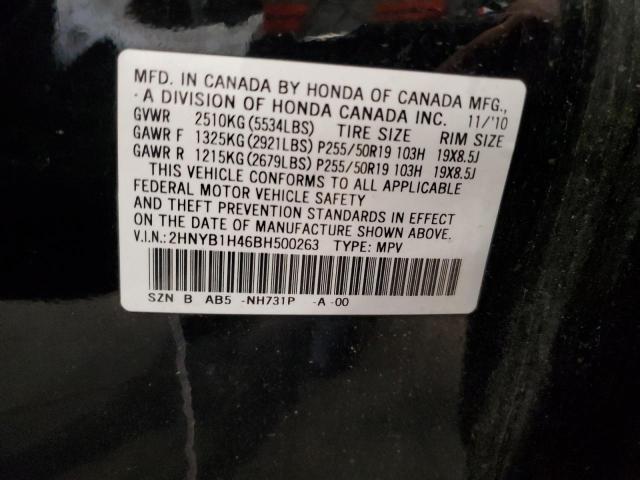 MFD. IN CANADA BY HONDA OF CANADA MFG.,
A DIVISION OF HONDA CANADA INC. 11/'10
GVWR 2510KG(5534LBS) TIRE SIZE RIM SIZE
GAWR F 1325KG(2921LBS) P255/50R19 103H 19X8.5J
GAWR R 1215KG(2679LBS) P255/50R19 103H 19X8.5J
THIS VEHICLE CONFORMS TO ALL APPLICABLE
FEDERAL MOTOR VEHICLE SAFETY
AND THEFT PREVENTION STANDARDS IN EFFECT
ON THE DATE OF MANUFACTURE SHOWN ABOVE.
V.I.N.:2HNYB1H46BH500263 TYPE: MPV
SZN B AB5 -NH731P -A -00